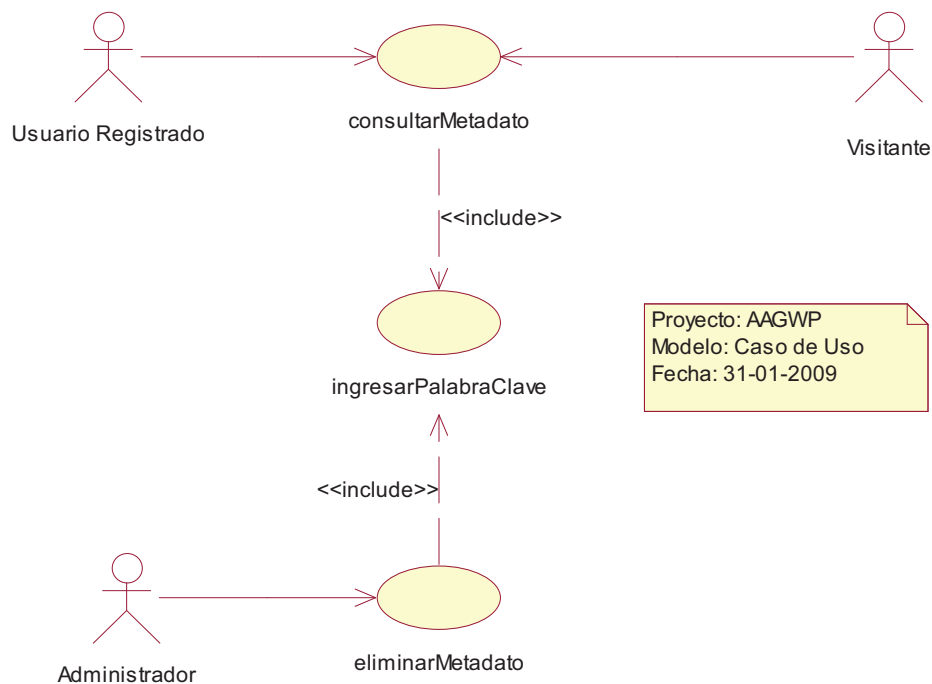 Usuario Registrado
consultarMetadato
Visitante
<<include>>
ingresarPalabraClave
Proyecto: AAGWP
Modelo: Caso de Uso
Fecha: 31-01-2009
<<include>>
Administrador
eliminarMetadato